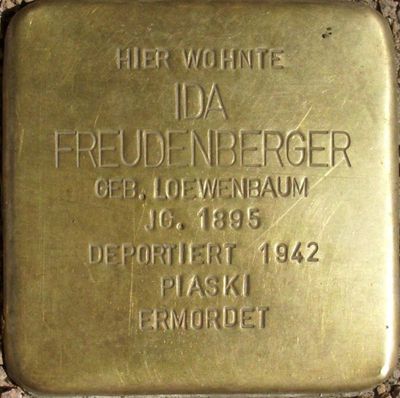 HIER WOHNTE
IDA
FREUDENBERGER
GEB. LOEWENBAUM
JG. 1895
DEPORTIERT 1942
PIASKI
ERMORDET